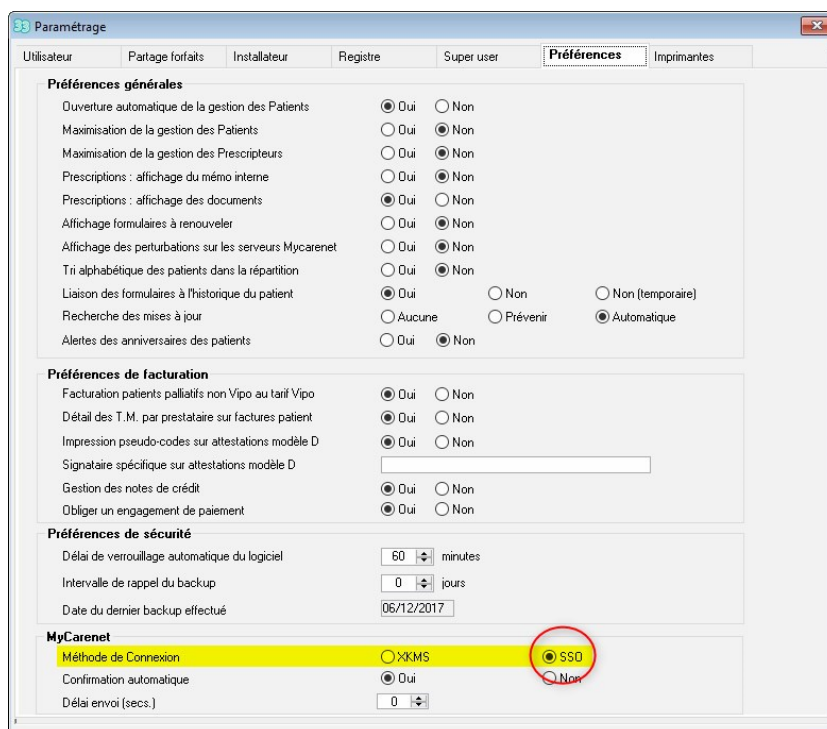 Paramétrage
Utilisateur Partage forfaits Installateur Registre Super user Préférences Imprimantes
Préférences générales
Ouverture automatique de la gestion des Patients Oui Non
Maximisation de la gestion des Patients Oui Non
Maximisation de la gestion des Prescripteurs Oui Non
Prescriptions : affichage du mémo interne Oui Non
Prescriptions : affichage des documents Oui Non
Affichage formulaires à renouveler Oui Non
Affichage des perturbations sur les serveurs Mycarenet Oui Non
Tri alphabétique des patients dans la répartition Oui Non
Liaison des formulaires à l'historique du patient Oui Non Non (temporaire)
Recherche des mises à jour Aucune Prévenir Automatique
Alertes des anniversaires des patients Oui Non
Préférences de facturation
Facturation patients palliatifs non Vipo au tarif Vipo Oui Non
Détail des T.M. par prestataire sur factures patient Oui Non
Impression pseudo-codes sur attestations modèle D Oui Non
Signataire spécifique sur attestations modèle D
Gestion des notes de crédit Oui Non
Obliger un engagement de paiement Oui Non
Préférences de sécurité
Délai de verrouillage automatique du logiciel 60 minutes
Intervalle de rappel du backup 0 jours
Date du dernier backup effectué 06/12/2017
MyCarenet
Méthode de Connexion XKMS SSO
Confirmation automatique Oui Non
Délai envoi (secs.) 0